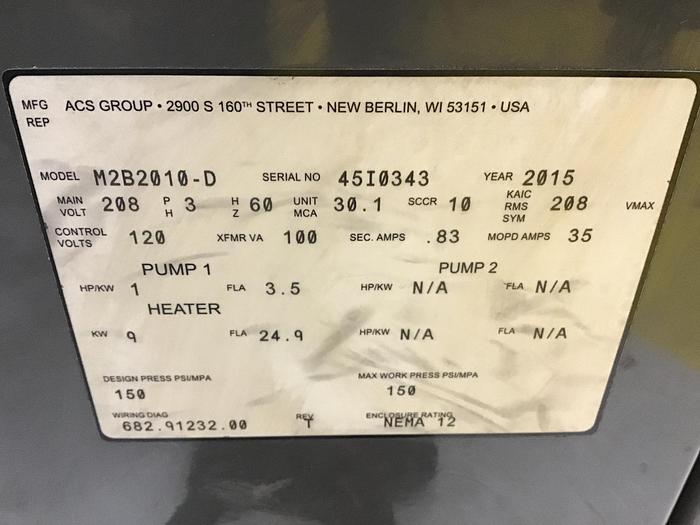 MFG REP ACS GROUP • 2900 S 160TH STREET • NEW BERLIN, WI 53151 • USA
MODEL M2B2010-D SERIAL NO 45I0343 YEAR 2015
MAIN VOLT 208 PH 3 HZ 60 UNIT MCA 30.1 SCCR 10 KAIC RMS SYM 208 VMAX
CONTROL VOLTS 120 XFMR VA 100 SEC. AMPS .83 MOPD AMPS 35
PUMP 1 PUMP 2
HP/KW 1 FLA 3.5 HP/KW N/A FLA N/A
HEATER
KW 9 FLA 24.9 HP/KW N/A FLA N/A
DESIGN PRESS PSI/MPA MAX WORK PRESS PSI/MPA
150 150
WIRING DIAG REV ENCLOSURE RATING
682.91232.00 T NEMA 12